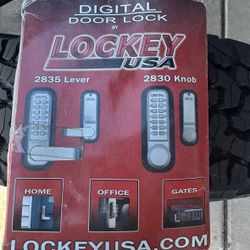 DIGITAL
DOOR LOCK
BY
LOCKEY
USA
2835 Lever
2830 Knob
HOME
OFFICE
GATES
LOCKEYUSA.COM